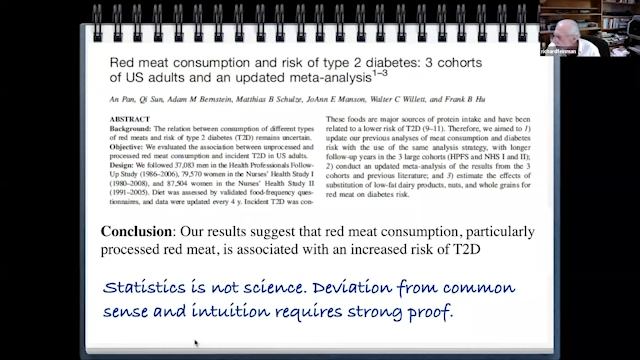 Red meat consumption and risk of type 2 diabetes: 3 cohorts
of US adults and an updated meta-analysis1–3
An Pan, Qi Sun, Adam M Bernstein, Matthias B Schulze, JoAnn E Manson, Walter C Willett, and Frank B Hu
ABSTRACT
Background: The relation between consumption of different types
of red meats and risk of type 2 diabetes (T2D) remains uncertain.
Objective: We evaluated the association between unprocessed and
processed red meat consumption and incident T2D in US adults.
Design: We followed 37,083 men in the Health Professionals Follow-
Up Study (1986–2006), 79,570 women in the Nurses' Health Study I
(1980–2008), and 87,504 women in the Nurses' Health Study II
(1991–2005). Diet was assessed by validated food-frequency ques-
tionnaires, and data were updated every 4 y. Incident T2D was con-
These foods are major sources of protein intake and have been
related to a lower risk of T2D (9–11). Therefore, we aimed to 1)
update our previous analyses of meat consumption and diabetes
risk with the use of the same analysis strategy, with longer
follow-up years in the 3 large cohorts (HPFS and NHS I and II);
2) conduct an updated meta-analysis of the results from the 3
cohorts and previous literature; and 3) estimate the effects of
substitution of low-fat dairy products, nuts, and whole grains for
red meat on diabetes risk.
Conclusion: Our results suggest that red meat consumption, particularly
processed red meat, is associated with an increased risk of T2D
Statistics is not science. Deviation from common
sense and intuition requires strong proof.
richardfeinman